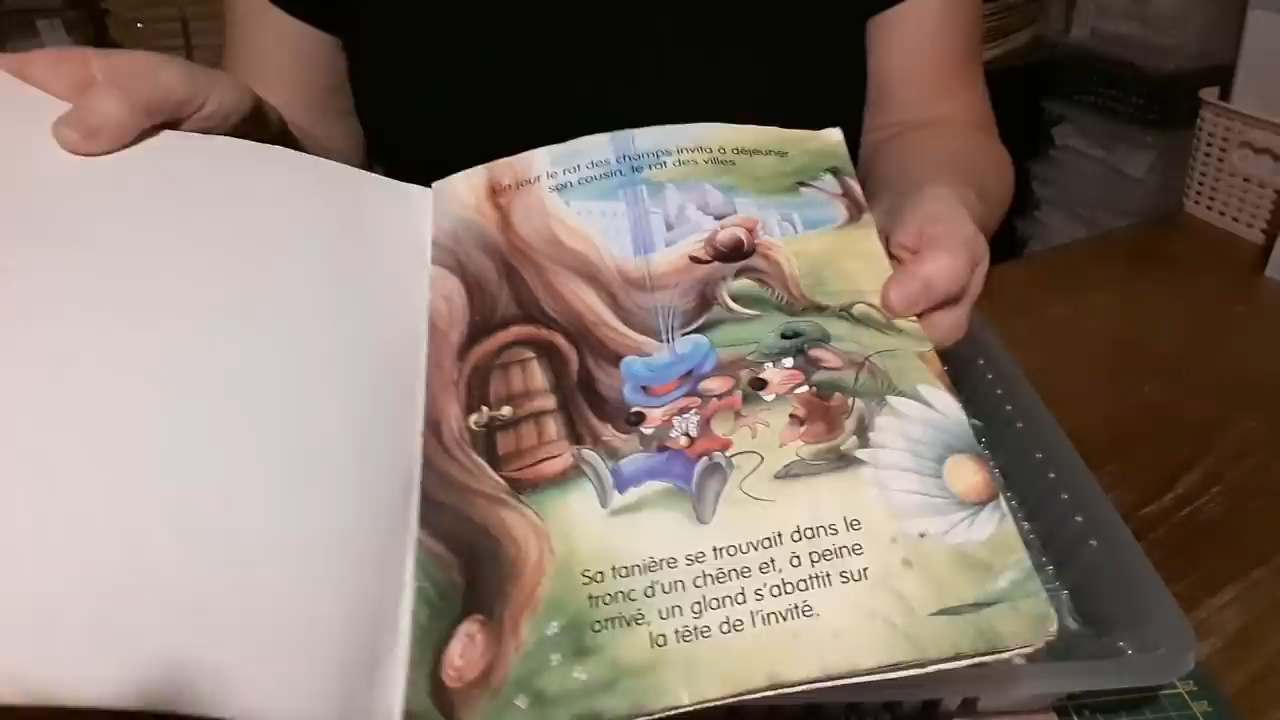 Un jour le rat des champs invita à déjeuner
son cousin, le rat des villes
Sa tanière se trouvait dans le
tronc d'un chêne et, à peine
arrivé, un gland s'abattit sur
la tête de l'invité.